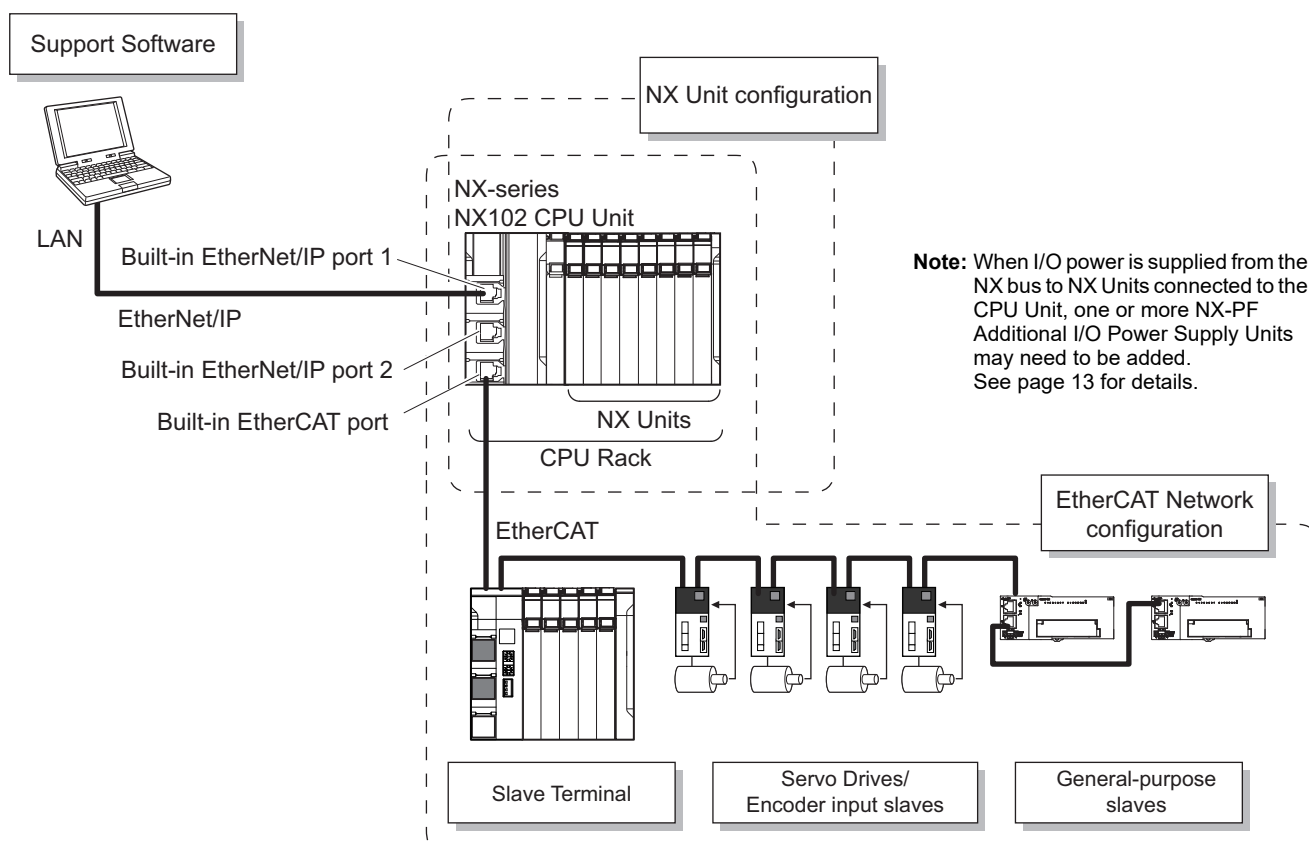 Support Software
NX Unit configuration
NX-series
NX102 CPU Unit
LAN
Built-in EtherNet/IP port 1
EtherNet/IP
Built-in EtherNet/IP port 2
Built-in EtherCAT port
NX Units
CPU Rack
Note: When I/O power is supplied from the
NX bus to NX Units connected to the
CPU Unit, one or more NX-PF
Additional I/O Power Supply Units
may need to be added.
See page 13 for details.
EtherCAT Network
configuration
EtherCAT
Slave Terminal
Servo Drives/
Encoder input slaves
General-purpose
slaves